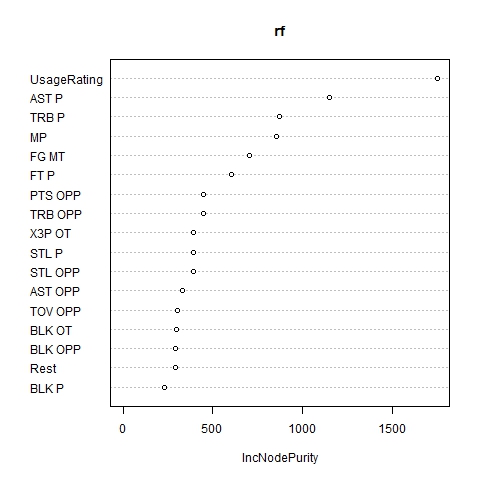 rf
UsageRating
AST P
TRB P
MP
FG MT
FT P
PTS OPP
TRB OPP
X3P OT
STL P
STL OPP
AST OPP
TOV OPP
BLK OT
BLK OPP
Rest
BLK P
0 500 1000 1500
IncNodePurity